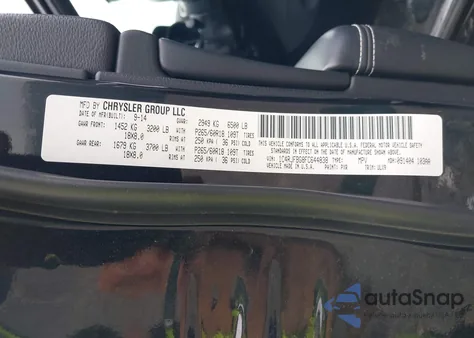 MFD BY CHRYSLER GROUP LLC
DATE OF MFR(BUILT): 9-14 GVWR: 2949 KG 6500 LB
GAWR FRONT: 1452 KG 3200 LB WITH P265/60R18 109T TIRES
18X8.0 RIMS AT 250 KPA( 36 PSI) COLD
GAWR REAR: 1679 KG 3700 LB WITH P265/60R18 109T TIRES
18X8.0 RIMS AT 250 KPA( 36 PSI) COLD
THIS VEHICLE CONFORMS TO ALL APPLICABLE U.S.A. FEDERAL MOTOR
VEHICLE SAFETY STANDARDS IN EFFECT ON THE DATE OF
MANUFACTURE SHOWN ABOVE.
TYPE: MPV
MADE IN U.S.A. PAINT: PXR
autoSnap